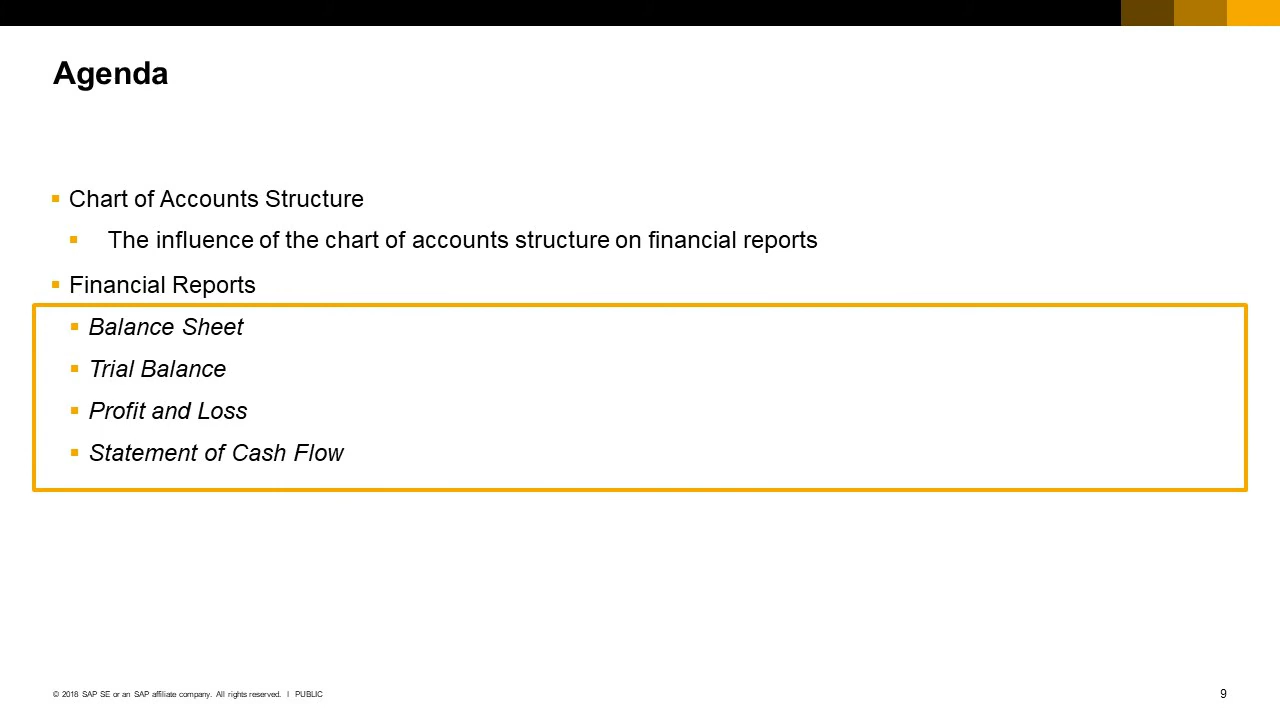 Agenda
Chart of Accounts Structure
The influence of the chart of accounts structure on financial reports
Financial Reports
Balance Sheet
Trial Balance
Profit and Loss
Statement of Cash Flow
© 2018 SAP SE or an SAP affiliate company. All rights reserved. I PUBLIC
9